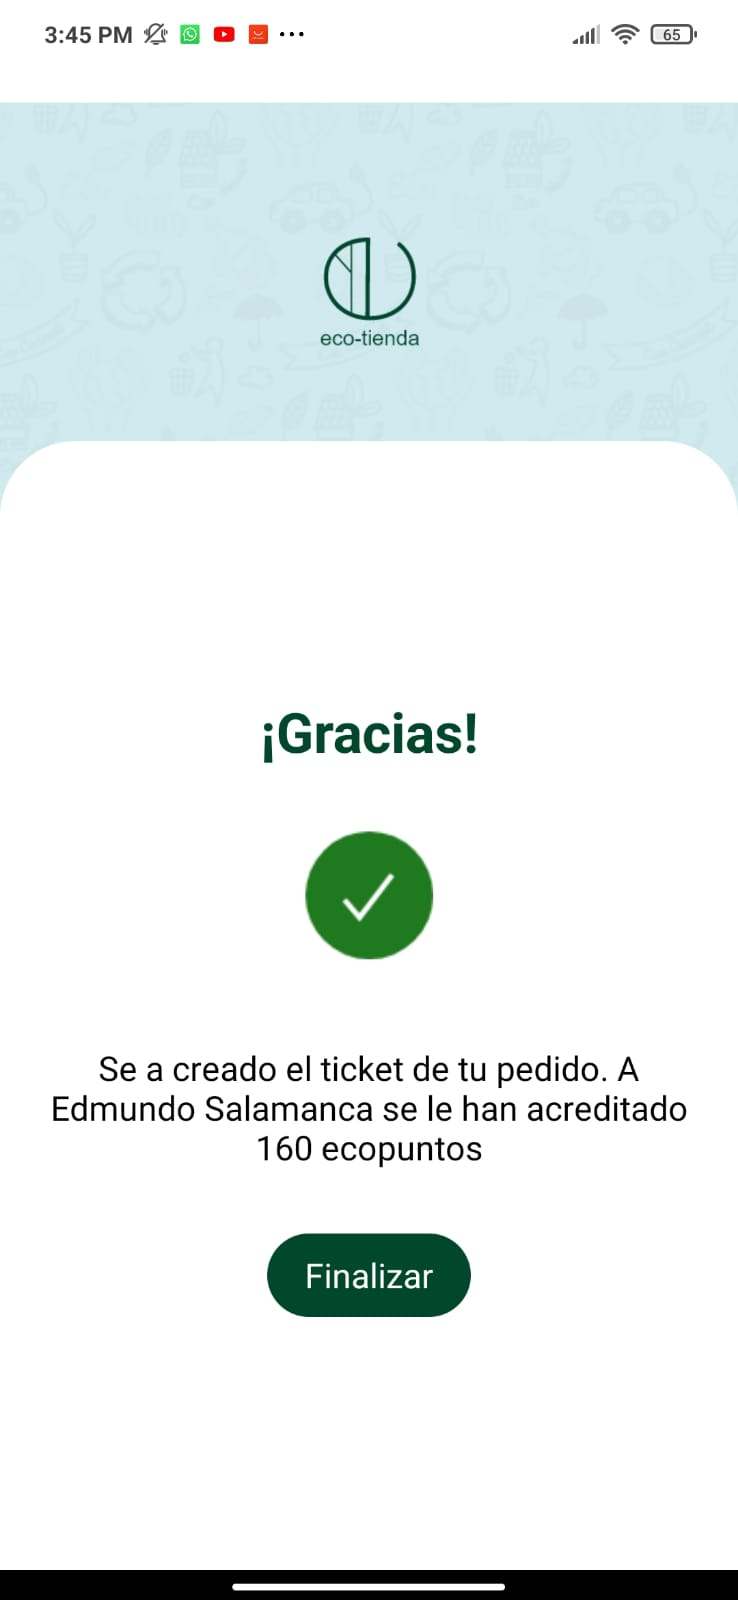 3:45 PM
65
eco-tienda
¡Gracias!
Se a creado el ticket de tu pedido. A
Edmundo Salamanca se le han acreditado
160 ecopuntos
Finalizar